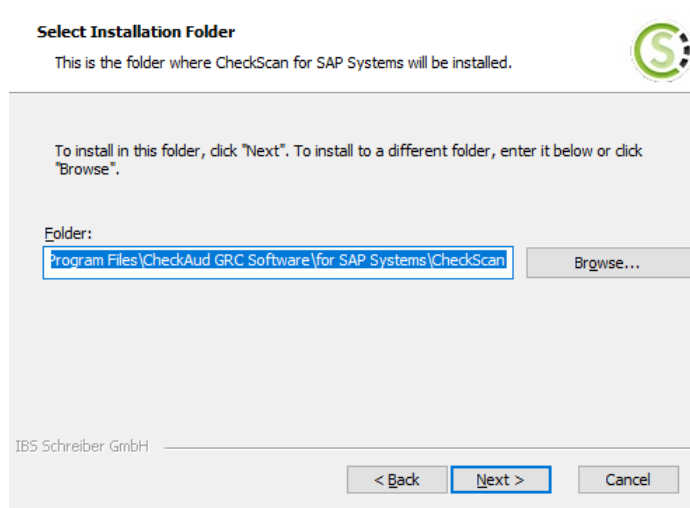 Select Installation Folder
This is the folder where CheckScan for SAP Systems will be installed.
To install in this folder, click "Next". To install to a different folder, enter it below or click
"Browse".
Folder:
Program Files\CheckAud GRC Software\for SAP Systems\CheckScan
Browse...
IBS Schreiber GmbH
< Back
Next >
Cancel